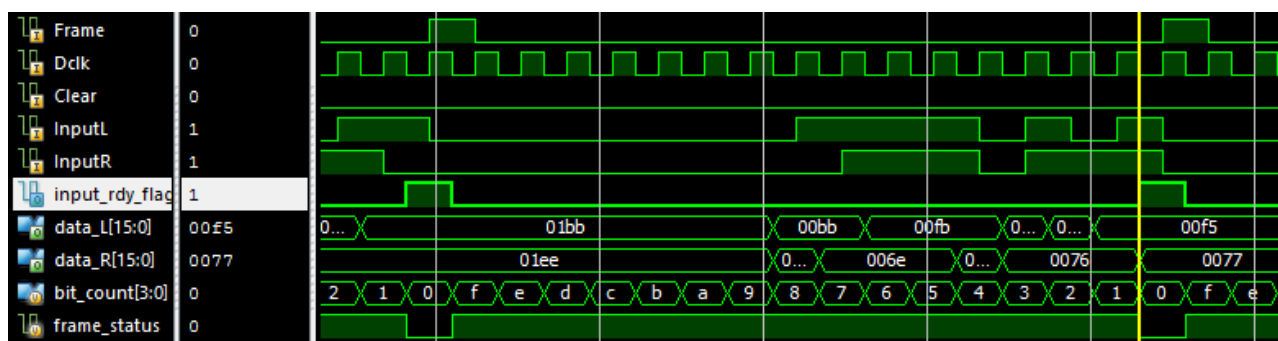 Frame 0
Dclk 0
Clear 0
InputL 1
InputR 1
input_rdy_flag 1
data_L[15:0] 00f5 0... 01bb 00bb 00fb 0... 0... 00f5
data_R[15:0] 0077 01ee 0... 006e 0... 0076 0077
bit_count[3:0] 0 2 1 0 f e d c b a 9 8 7 6 5 4 3 2 1 0 f e
frame_status 0